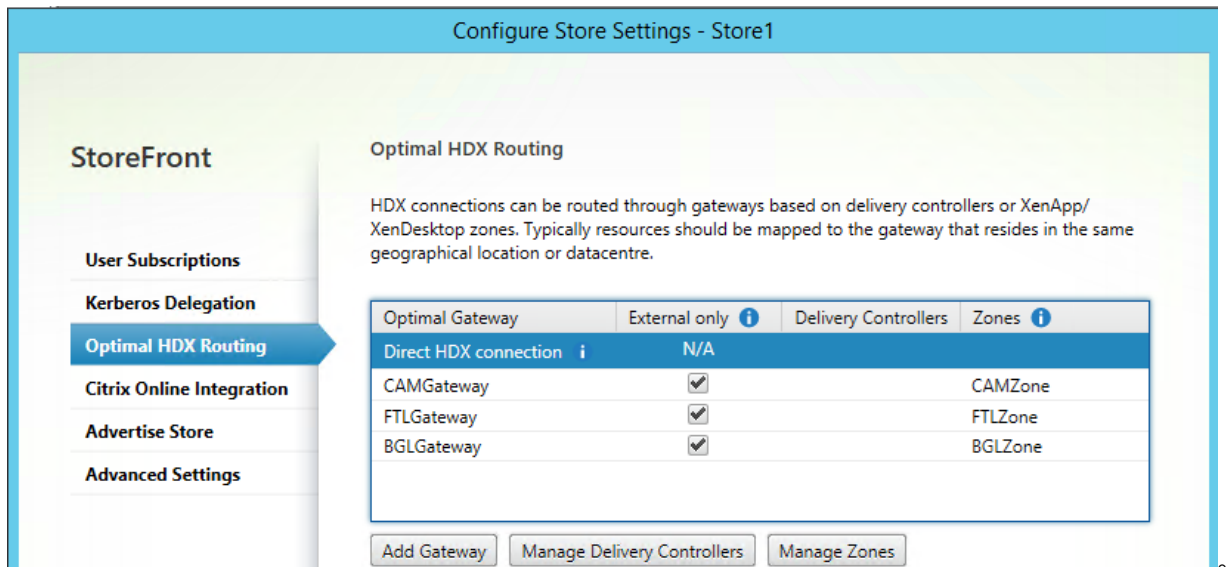 Configure Store Settings - Store1
StoreFront
User Subscriptions
Kerberos Delegation
Optimal HDX Routing
Citrix Online Integration
Advertise Store
Advanced Settings
Optimal HDX Routing
HDX connections can be routed through gateways based on delivery controllers or XenApp/
XenDesktop zones. Typically resources should be mapped to the gateway that resides in the same
geographical location or datacentre.
Optimal Gateway External only i Delivery Controllers Zones i
Direct HDX connection i N/A
CAMGateway CAMZone
FTLGateway FTLZone
BGLGateway BGLZone
Add Gateway Manage Delivery Controllers Manage Zones